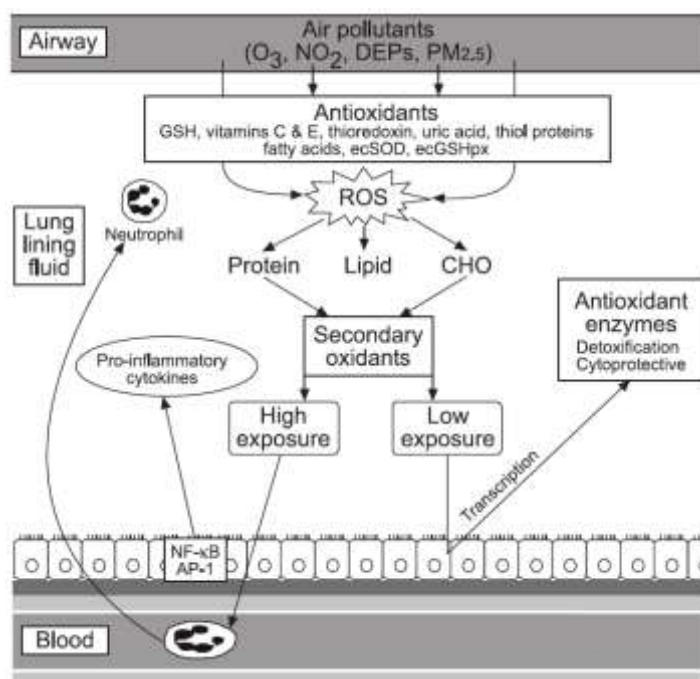 Airway
Air pollutants
(O3, NO2, DEPs, PM2.5)
Antioxidants
GSH, vitamins C & E, thioredoxin, uric acid, thiol proteins
fatty acids, ecSOD, ecGSHpx
ROS
Neutrophil
Lung
lining
fluid
Protein
Lipid
CHO
Secondary
oxidants
Antioxidant
enzymes
Detoxification
Cytoprotective
Pro-inflammatory
cytokines
High
exposure
Low
exposure
Transcription
NF-κB
AP-1
Blood